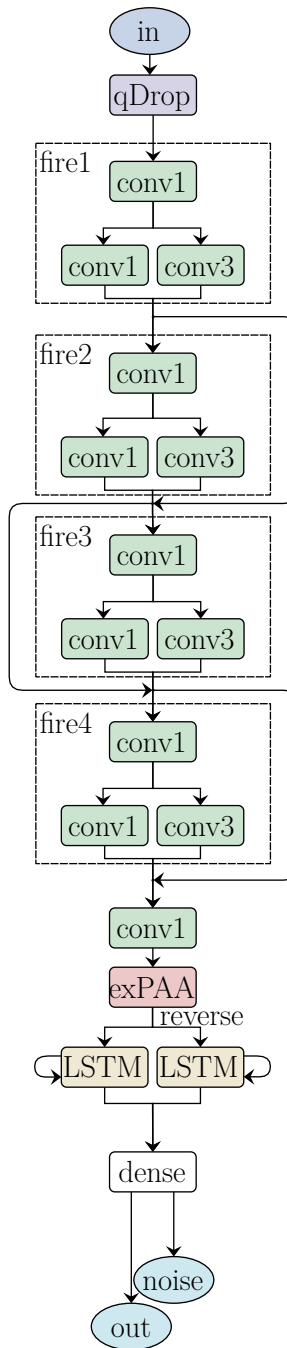 in
qDrop
fire1
conv1
conv1 conv3
fire2
conv1
conv1 conv3
fire3
conv1
conv1 conv3
fire4
conv1
conv1 conv3
conv1
exPAA
reverse
LSTM LSTM
dense
noise
out